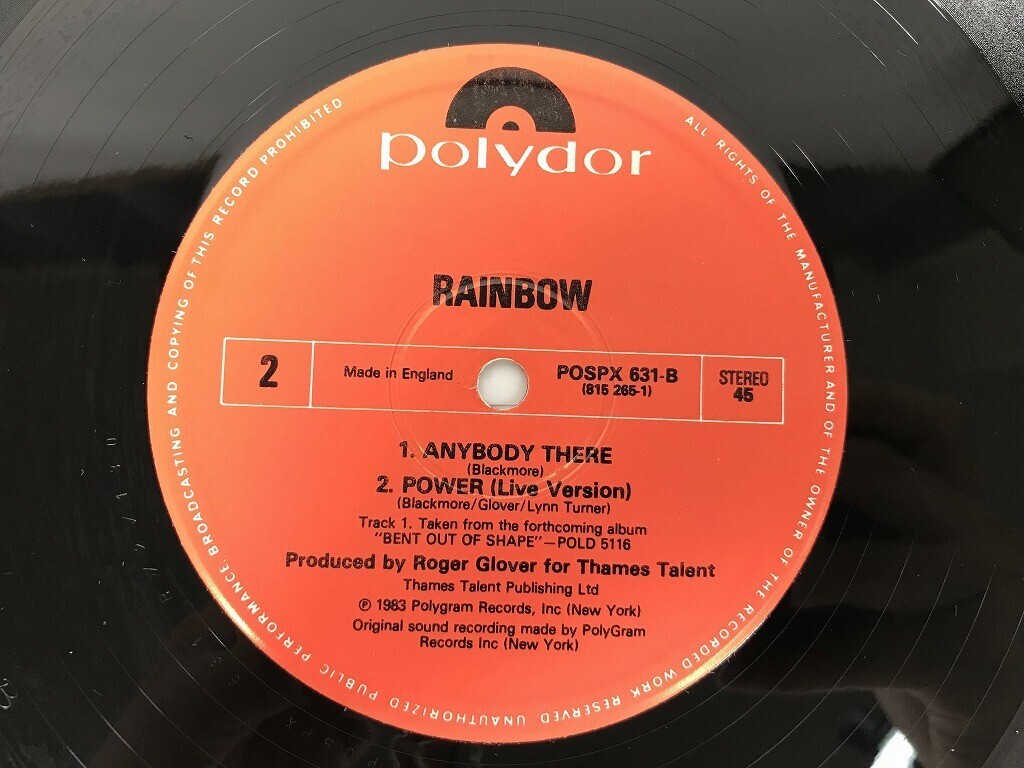 polydor
RAINBOW
2
Made in England
POSPX 631-B
(815 265-1)
STEREO
45
1. ANYBODY THERE
(Blackmore)
2. POWER (Live Version)
(Blackmore/Glover/Lynn Turner)
Track 1. Taken from the forthcoming album
"BENT OUT OF SHAPE"—POLD 5116
Produced by Roger Glover for Thames Talent
Thames Talent Publishing Ltd
℗ 1983 Polygram Records, Inc (New York)
Original sound recording made by PolyGram
Records Inc (New York)
ALL RIGHTS OF THE MANUFACTURER AND OF THE OWNER OF THE RECORDED WORK RESERVED UNAUTHORIZED PUBLIC PERFORMANCE, BROADCASTING AND COPYING OF THIS RECORD PROHIBITED